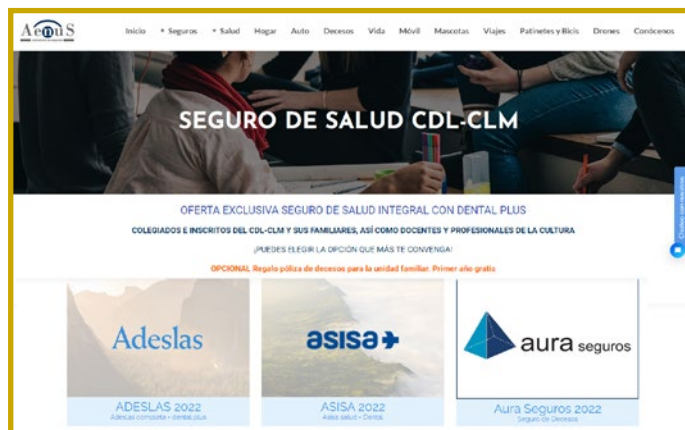 AenuS
Inicio
Seguros
Salud
Hogar
Auto
Decesos
Vida
Móvil
Mascotas
Viajes
Patinetes y Bicis
Drones
Conócenos
SEGURO DE SALUD CDL-CLM
OFERTA EXCLUSIVA SEGURO DE SALUD INTEGRAL CON DENTAL PLUS
COLEGIADOS E INSCRITOS DEL CDL-CLM Y SUS FAMILIARES, ASÍ COMO DOCENTES Y PROFESIONALES DE LA CULTURA
¡PUEDES ELEGIR LA OPCIÓN QUE MÁS TE CONVENGA!
OPCIONAL Regalo póliza de decesos para la unidad familiar. Primer año gratis
Adeslas
asisa
aura seguros
ADESLAS 2022
Adeslas completa + dental plus
ASISA 2022
Asisa salud + Dental
Aura Seguros 2022
Seguro de Decesos